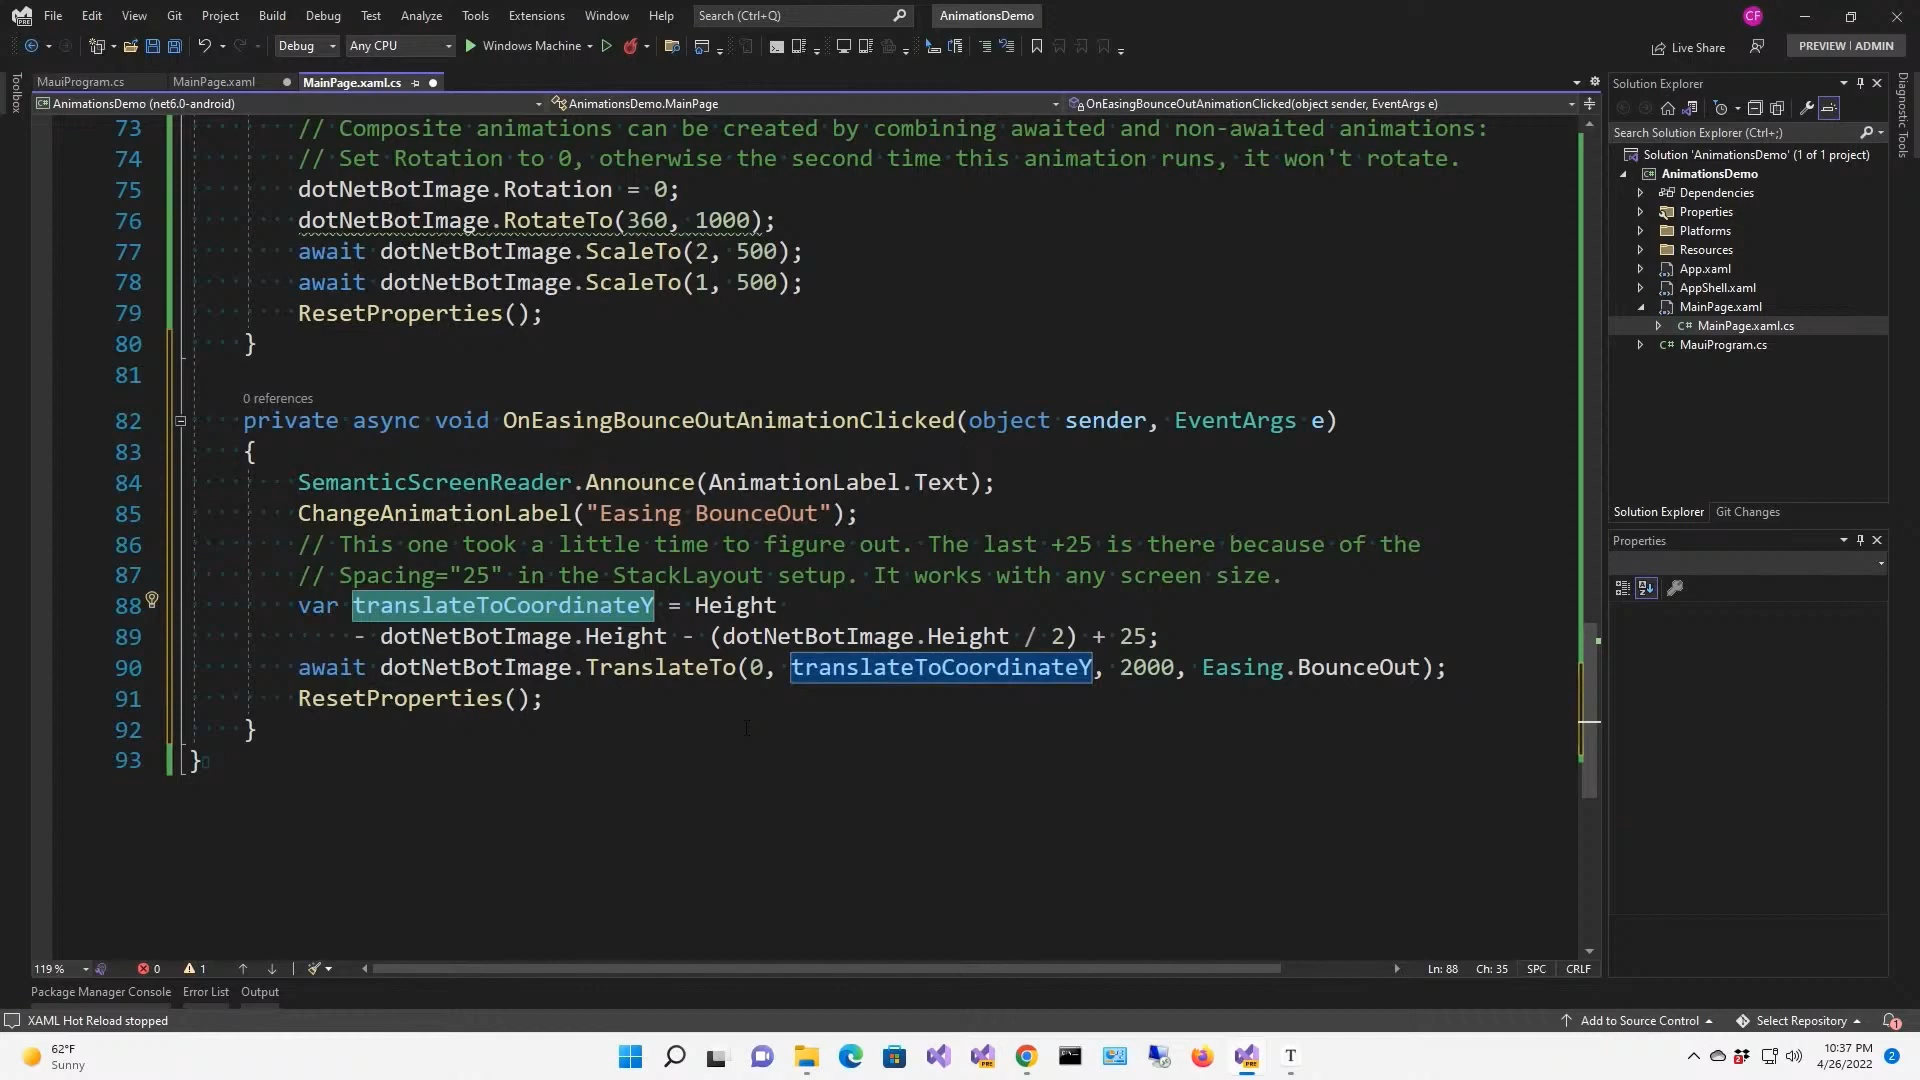 File Edit View Git Project Build Debug Test Analyze Tools Extensions Window Help Search (Ctrl+Q) AnimationsDemo CF
Debug Any CPU Windows Machine Live Share PREVIEW | ADMIN
Toolbox
MauiProgram.cs MainPage.xaml MainPage.xaml.cs
AnimationsDemo (net6.0-android) AnimationsDemo.MainPage OnEasingBounceOutAnimationClicked(object sender, EventArgs e)
73 // Composite animations can be created by combining awaited and non-awaited animations:
74 // Set Rotation to 0, otherwise the second time this animation runs, it won't rotate.
75 dotNetBotImage.Rotation = 0;
76 dotNetBotImage.RotateTo(360, 1000);
77 await dotNetBotImage.ScaleTo(2, 500);
78 await dotNetBotImage.ScaleTo(1, 500);
79 ResetProperties();
80 }
81
0 references
82 private async void OnEasingBounceOutAnimationClicked(object sender, EventArgs e)
83 {
84 SemanticScreenReader.Announce(AnimationLabel.Text);
85 ChangeAnimationLabel("Easing BounceOut");
86 // This one took a little time to figure out. The last +25 is there because of the
87 // Spacing="25" in the StackLayout setup. It works with any screen size.
88 var translateToCoordinateY = Height
89 - dotNetBotImage.Height - (dotNetBotImage.Height / 2) + 25;
90 await dotNetBotImage.TranslateTo(0, translateToCoordinateY, 2000, Easing.BounceOut);
91 ResetProperties();
92 }
93 }
119 % 0 1 Ln: 88 Ch: 35 SPC CRLF
Package Manager Console Error List Output
XAML Hot Reload stopped Add to Source Control Select Repository 1
Solution Explorer
Search Solution Explorer (Ctrl+;)
Solution 'AnimationsDemo' (1 of 1 project)
AnimationsDemo
Dependencies
Properties
Platforms
Resources
App.xaml
AppShell.xaml
MainPage.xaml
C# MainPage.xaml.cs
C# MauiProgram.cs
Solution Explorer Git Changes
Properties
Diagnostic Tools
62°F
Sunny
PRE
PRE
T
10:37 PM
4/26/2022
2